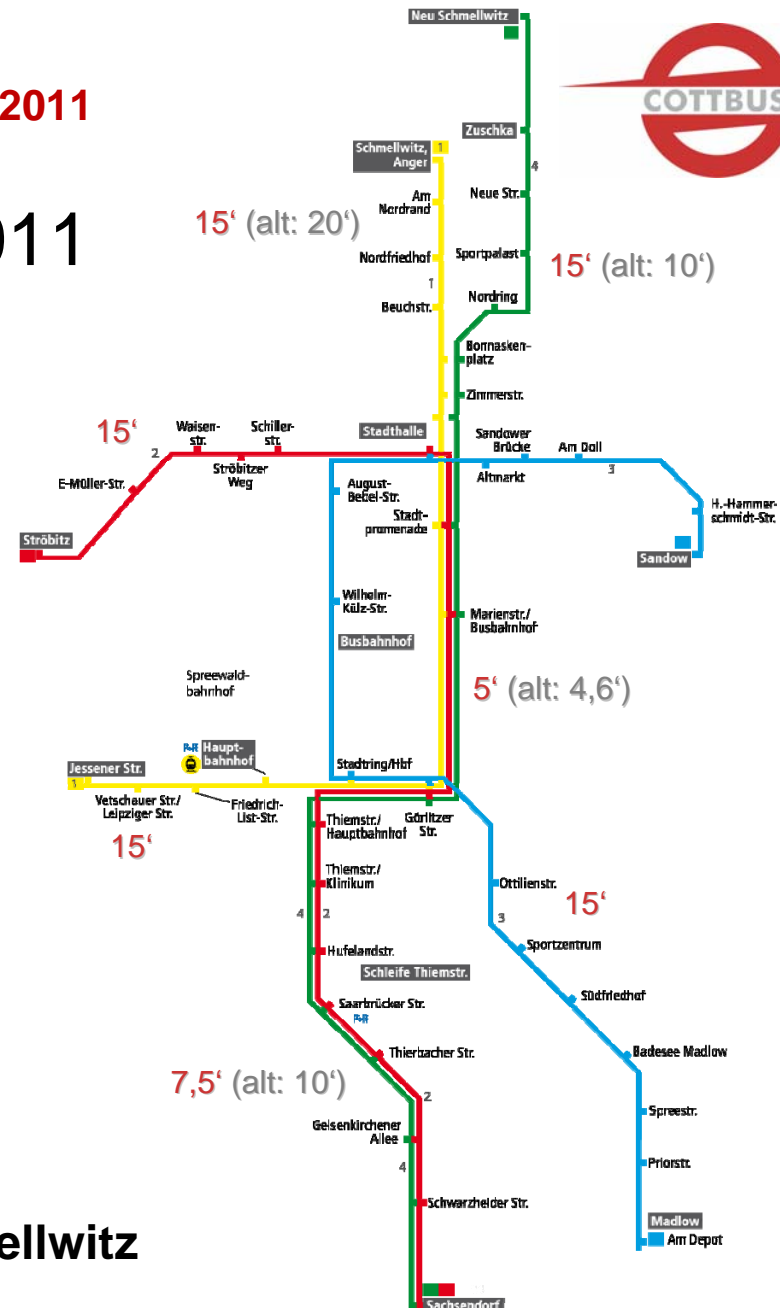 Neu Schmellwitz
2011
COTTBUS
Zuschka
Schmellwitz,
Anger
1
4
Am
Nordrand
Neue Str.
011
15‘ (alt: 20‘)
Nordfriedhof
Sportpalast
15‘ (alt: 10‘)
1
Beuchstr.
Nordring
Bonnasken-
platz
Zimmerstr.
15‘
2
Waisen-
str.
Schiller-
str.
Stadthalle
Sandower
Brücke
Am Doll
Ströbitzer
Weg
Altmarkt
3
E-Müller-Str.
August-
Bebel-Str.
H.-Hammer-
schmidt-Str.
Stadt-
promenade
Ströbitz
Sandow
Wilhelm-
Külz-Str.
Marienstr./
Busbahnhof
Busbahnhof
Spreewald-
bahnhof
5‘ (alt: 4,6‘)
P+R
Haupt-
bahnhof
Stadtring/Hbf
Jessener Str.
1
Vetschauer Str./
Leipziger Str.
Friedrich-
List-Str.
15‘
Thiemstr./
Hauptbahnhof
Görlitzer
Str.
Thiemstr./
Klinikum
Ottilienstr.
15‘
4
2
3
Hufelandstr.
Sportzentrum
Schleife Thiemstr.
Saarbrücker Str.
P+R
Südfriedhof
Thierbacher Str.
Badesee Madlow
7,5‘ (alt: 10‘)
2
Gelsenkirchener
Allee
Spreestr.
4
Priorstr.
Schwarzheider Str.
Madlow
Am Depot
ellwitz
Sachsendorf